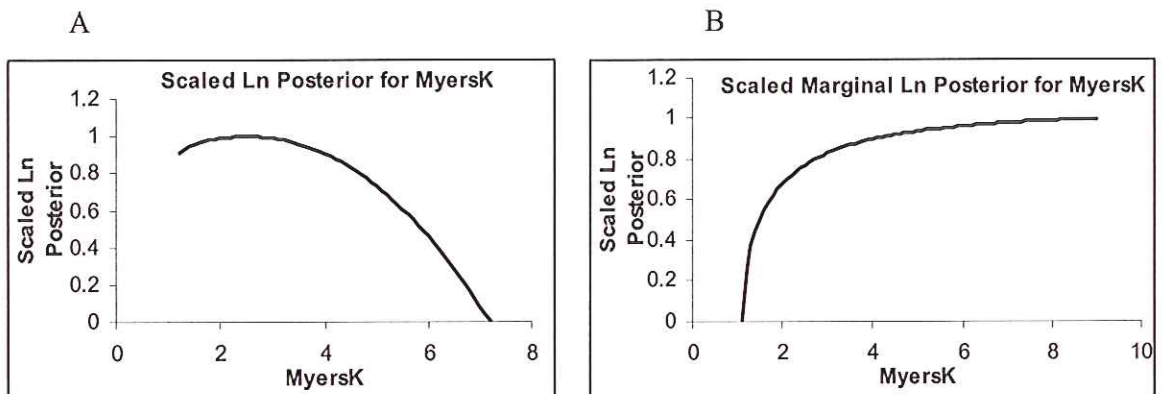 A
Scaled Ln Posterior for MyersK
1.2
1
0.8
0.6
0.4
0.2
0
Scaled Ln
Posterior
0 2 4 6 8
MyersK
B
Scaled Marginal Ln Posterior for MyersK
1.2
1
0.8
0.6
0.4
0.2
0
Scaled Ln
Posterior
0 2 4 6 8 10
MyersK